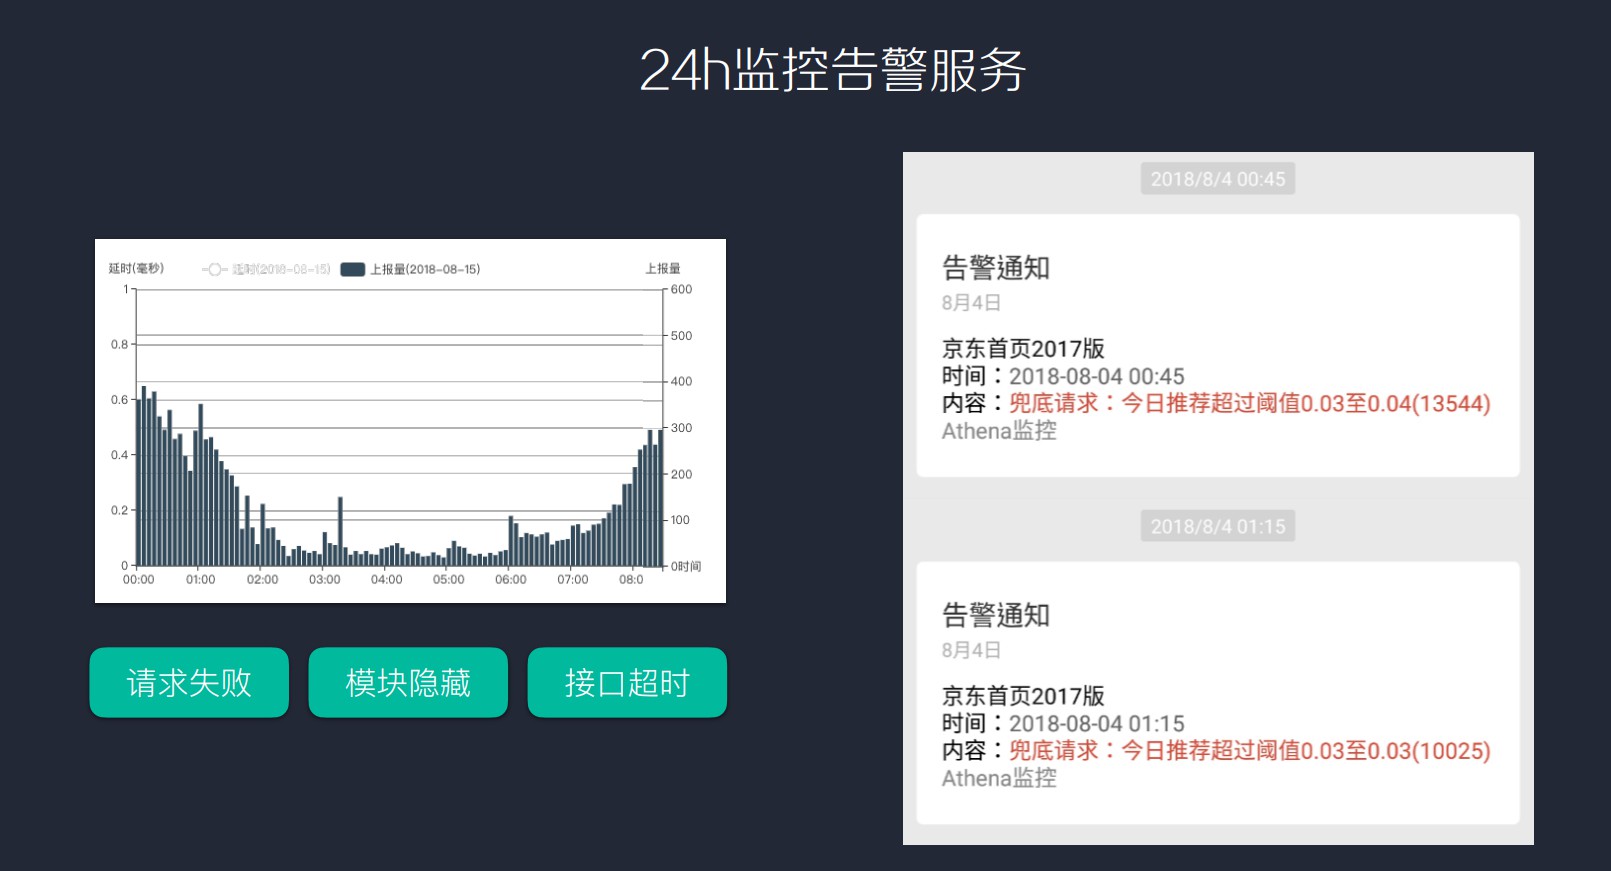 24h监控告警服务
延时(毫秒)
延时(2018-08-15)
上报量(2018-08-15)
上报量
1
0.8
0.6
0.4
0.2
0
600
500
400
300
200
100
0时间
00:00 01:00 02:00 03:00 04:00 05:00 06:00 07:00 08:0
请求失败
模块隐藏
接口超时
2018/8/4 00:45
告警通知
8月4日
京东首页2017版
时间：2018-08-04 00:45
内容：兜底请求：今日推荐超过阈值0.03至0.04(13544)
Athena监控
2018/8/4 01:15
告警通知
8月4日
京东首页2017版
时间：2018-08-04 01:15
内容：兜底请求：今日推荐超过阈值0.03至0.03(10025)
Athena监控